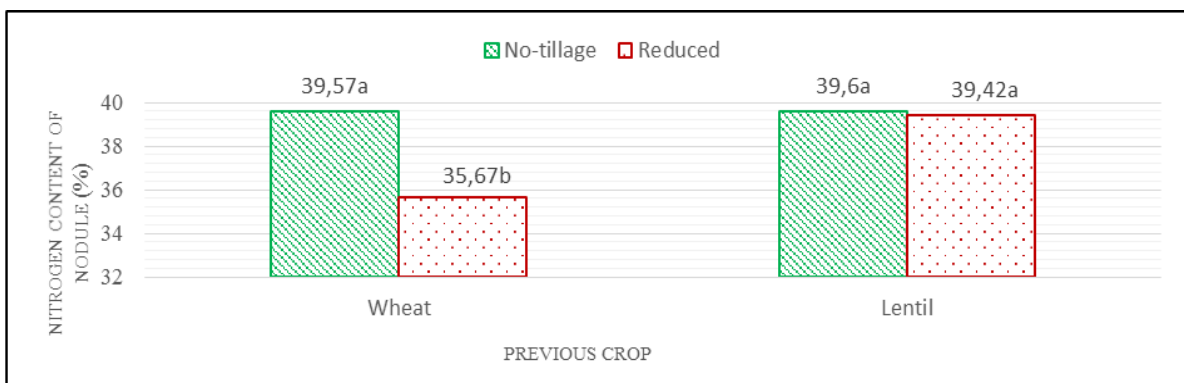 No-tillage Reduced
39,57a 39,6a 39,42a
35,67b
40
38
36
34
32
NITROGEN CONTENT OF
NODULE (%)
Wheat Lentil
PREVIOUS CROP